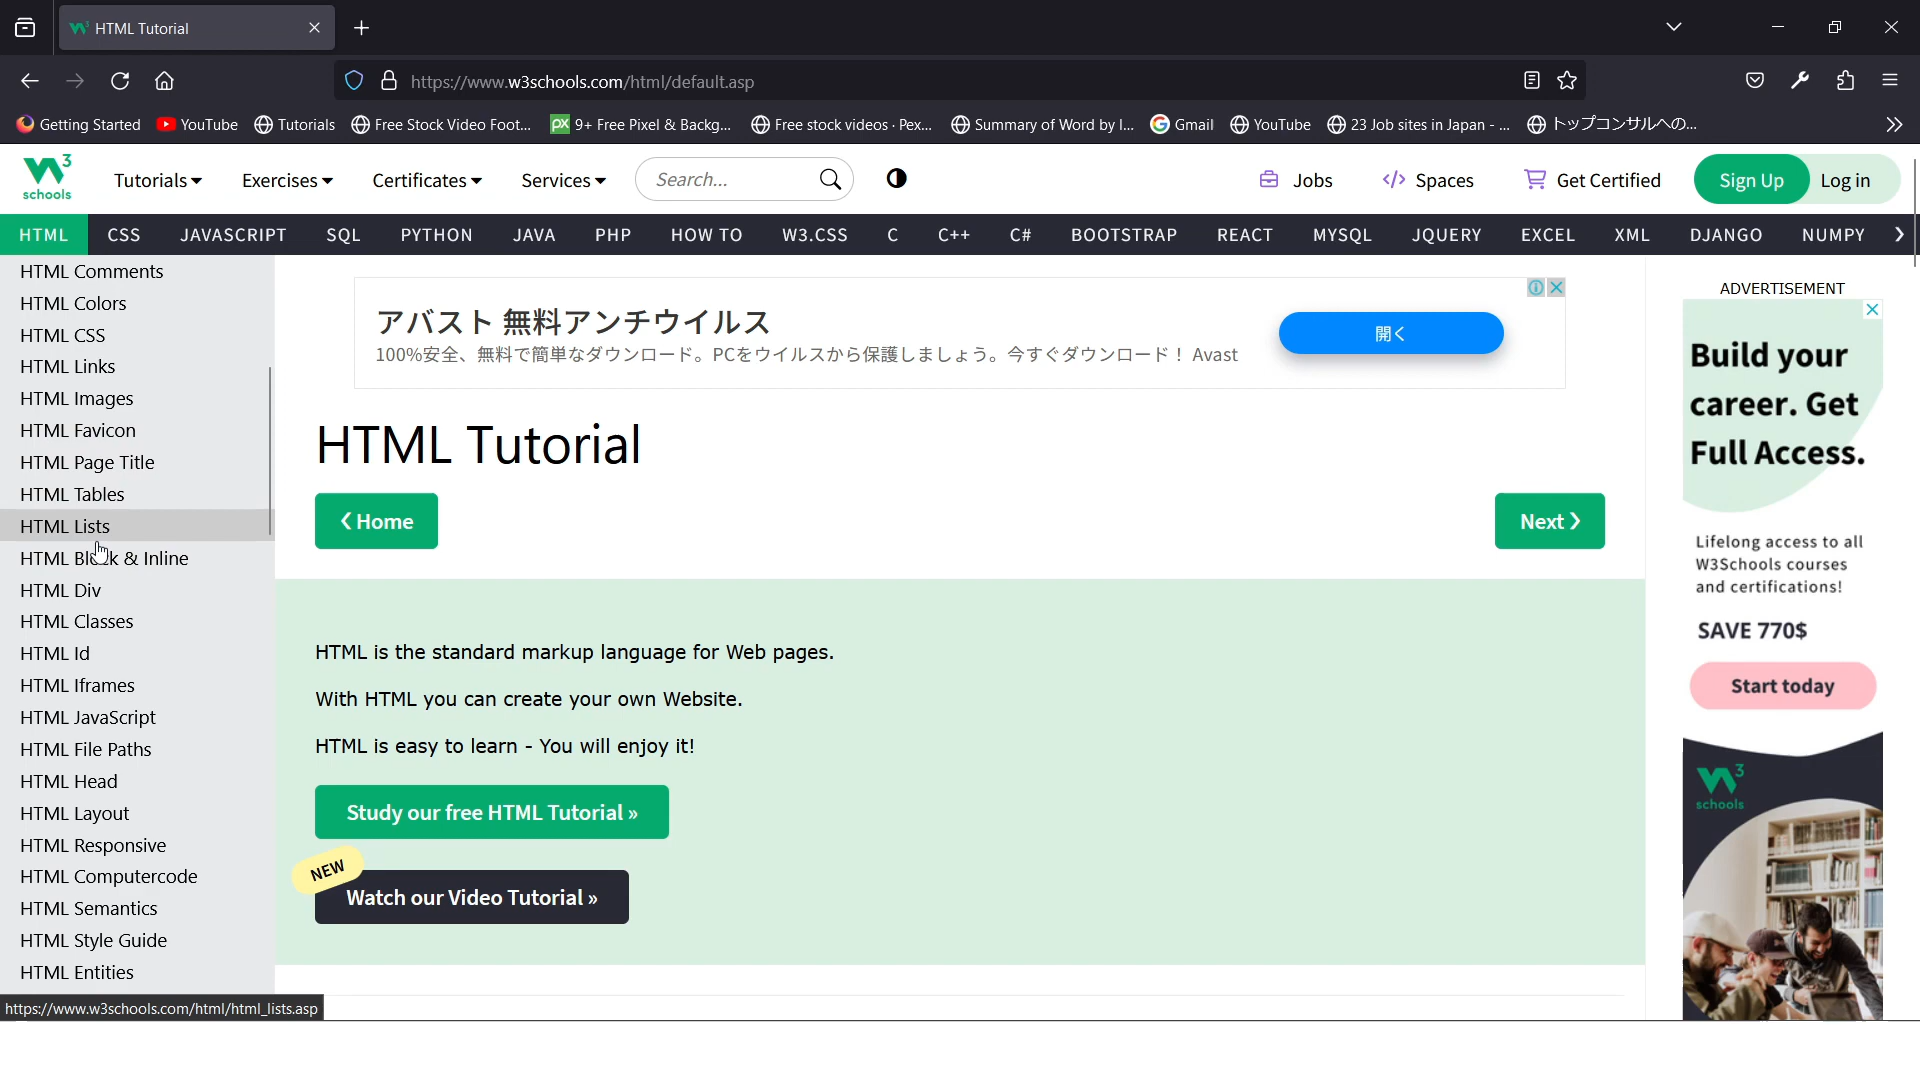 HTML Tutorial
https://www.w3schools.com/html/default.asp
Getting Started YouTube Tutorials Free Stock Video Foot... 9+ Free Pixel & Backg... Free stock videos · Pex... Summary of Word by I... Gmail YouTube 23 Job sites in Japan - ... トップコンサルへの...
W3 schools Tutorials Exercises Certificates Services Search... Jobs Spaces Get Certified Sign Up Log in
HTML CSS JAVASCRIPT SQL PYTHON JAVA PHP HOW TO W3.CSS C C++ C# BOOTSTRAP REACT MYSQL JQUERY EXCEL XML DJANGO NUMPY
HTML Comments
HTML Colors
HTML CSS
HTML Links
HTML Images
HTML Favicon
HTML Page Title
HTML Tables
HTML Lists
HTML Block & Inline
HTML Div
HTML Classes
HTML Id
HTML Iframes
HTML JavaScript
HTML File Paths
HTML Head
HTML Layout
HTML Responsive
HTML Computercode
HTML Semantics
HTML Style Guide
HTML Entities
https://www.w3schools.com/html/html_lists.asp
アバスト 無料アンチウイルス
100%安全、無料で簡単なダウンロード。PCをウイルスから保護しましょう。今すぐダウンロード! Avast
開く
HTML Tutorial
❮ Home
Next ❯
HTML is the standard markup language for Web pages.
With HTML you can create your own Website.
HTML is easy to learn - You will enjoy it!
Study our free HTML Tutorial »
NEW
Watch our Video Tutorial »
ADVERTISEMENT
Build your
career. Get
Full Access.
Lifelong access to all
W3Schools courses
and certifications!
SAVE 770$
Start today
W3 schools